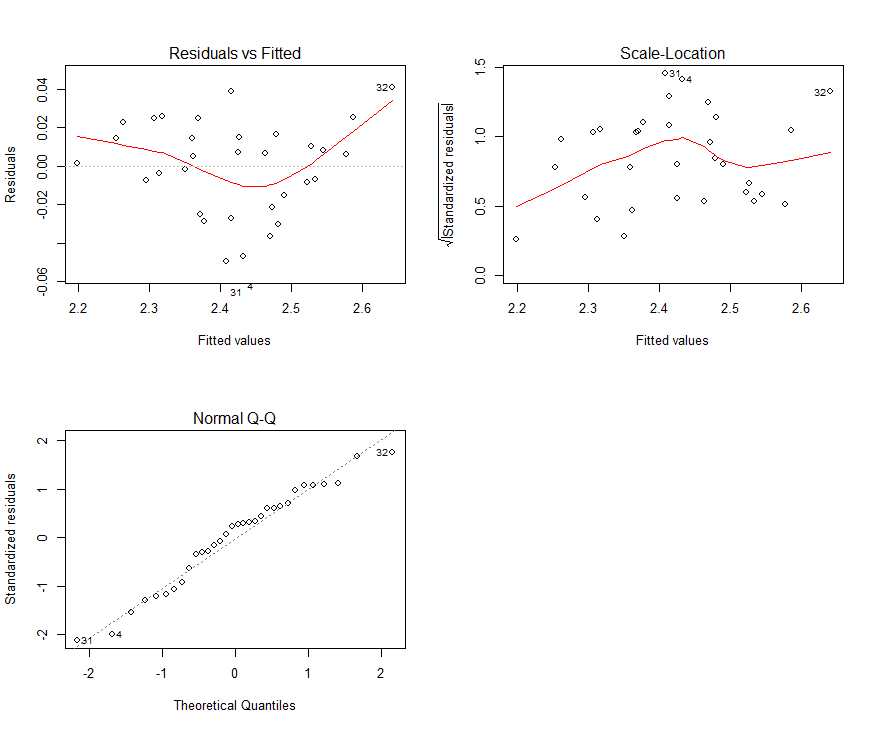 Residuals vs Fitted
Residuals
0.04
0.02
0.00
-0.02
-0.06
32
31
4
2.2 2.3 2.4 2.5 2.6
Fitted values
Scale-Location
√|Standardized residuals|
1.5
1.0
0.5
0.0
31
4
32
2.2 2.3 2.4 2.5 2.6
Fitted values
Normal Q-Q
Standardized residuals
2
1
0
-1
-2
32
31
4
-2 -1 0 1 2
Theoretical Quantiles